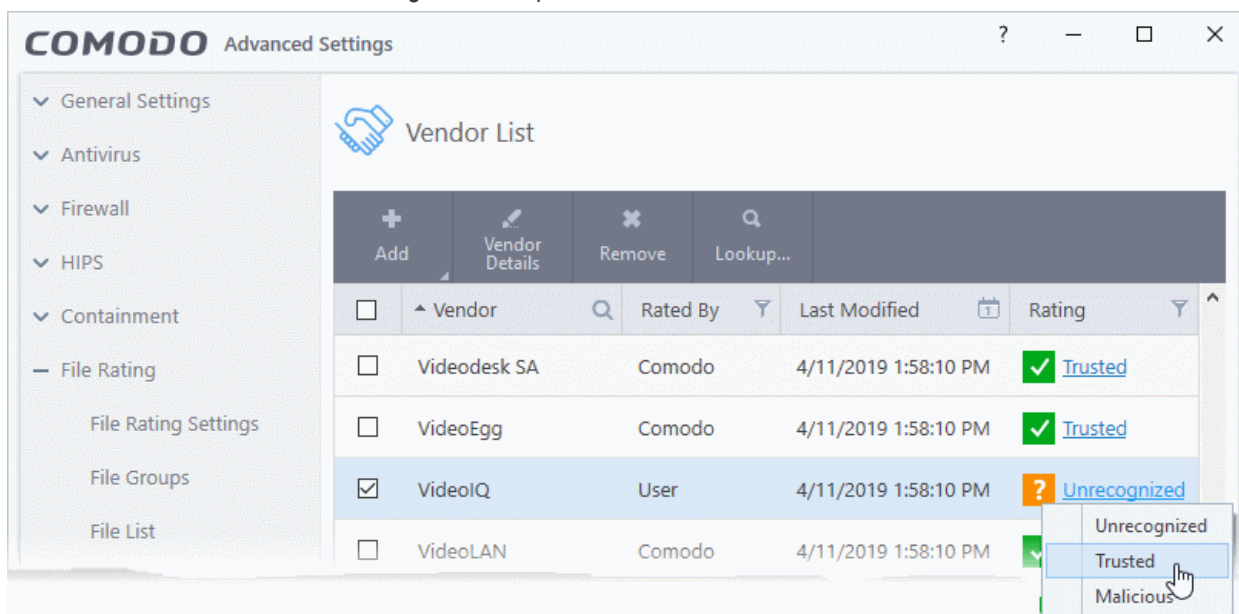 COMODO Advanced Settings
?
General Settings
Antivirus
Firewall
HIPS
Containment
File Rating
File Rating Settings
File Groups
File List
Vendor List
Add
Vendor
Details
Remove
Lookup...
Vendor Rated By Last Modified 1 Rating
Videodesk SA Comodo 4/11/2019 1:58:10 PM Trusted
VideoEgg Comodo 4/11/2019 1:58:10 PM Trusted
VideoIQ User 4/11/2019 1:58:10 PM ? Unrecognized
VideoLAN Comodo 4/11/2019 1:58:10 PM
Unrecognized
Trusted
Malicious